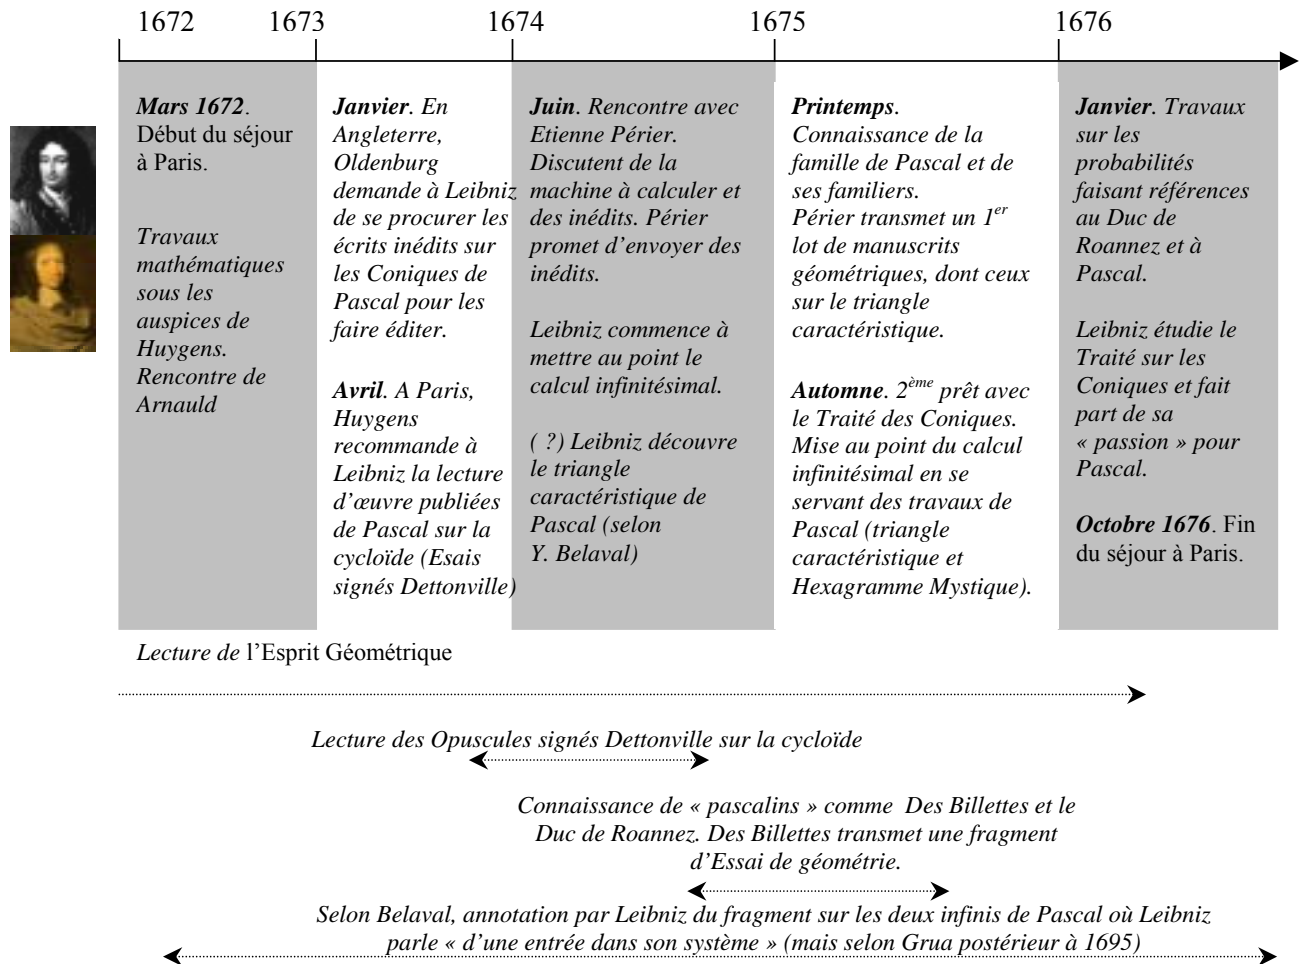 1672
1673
1674
1675
1676
Mars 1672.
Début du séjour
à Paris.
Travaux
mathématiques
sous les
auspices de
Huygens.
Rencontre de
Arnauld
Janvier. En
Angleterre,
Oldenburg
demande à Leibniz
de se procurer les
écrits inédits sur
les Coniques de
Pascal pour les
faire éditer.
Avril. A Paris,
Huygens
recommande à
Leibniz la lecture
d’œuvre publiées
de Pascal sur la
cycloïde (Esais
signés Dettonville)
Juin. Rencontre avec
Etienne Périer.
Discutent de la
machine à calculer et
des inédits. Périer
promet d’envoyer des
inédits.
Leibniz commence à
mettre au point le
calcul infinitésimal.
( ?) Leibniz découvre
le triangle
caractéristique de
Pascal (selon
Y. Belaval)
Printemps.
Connaissance de la
famille de Pascal et de
ses familiers.
Périer transmet un 1er
lot de manuscrits
géométriques, dont ceux
sur le triangle
caractéristique.
Automne. 2ème prêt avec
le Traité des Coniques.
Mise au point du calcul
infinitésimal en se
servant des travaux de
Pascal (triangle
caractéristique et
Hexagramme Mystique).
Janvier. Travaux
sur les
probabilités
faisant références
au Duc de
Roannez et à
Pascal.
Leibniz étudie le
Traité sur les
Coniques et fait
part de sa
« passion » pour
Pascal.
Octobre 1676. Fin
du séjour à Paris.
Lecture de l’Esprit Géométrique
Lecture des Opuscules signés Dettonville sur la cycloïde
Connaissance de « pascalins » comme Des Billettes et le
Duc de Roannez. Des Billettes transmet une fragment
d’Essai de géométrie.
Selon Belaval, annotation par Leibniz du fragment sur les deux infinis de Pascal où Leibniz
parle « d’une entrée dans son système » (mais selon Grua postérieur à 1695)